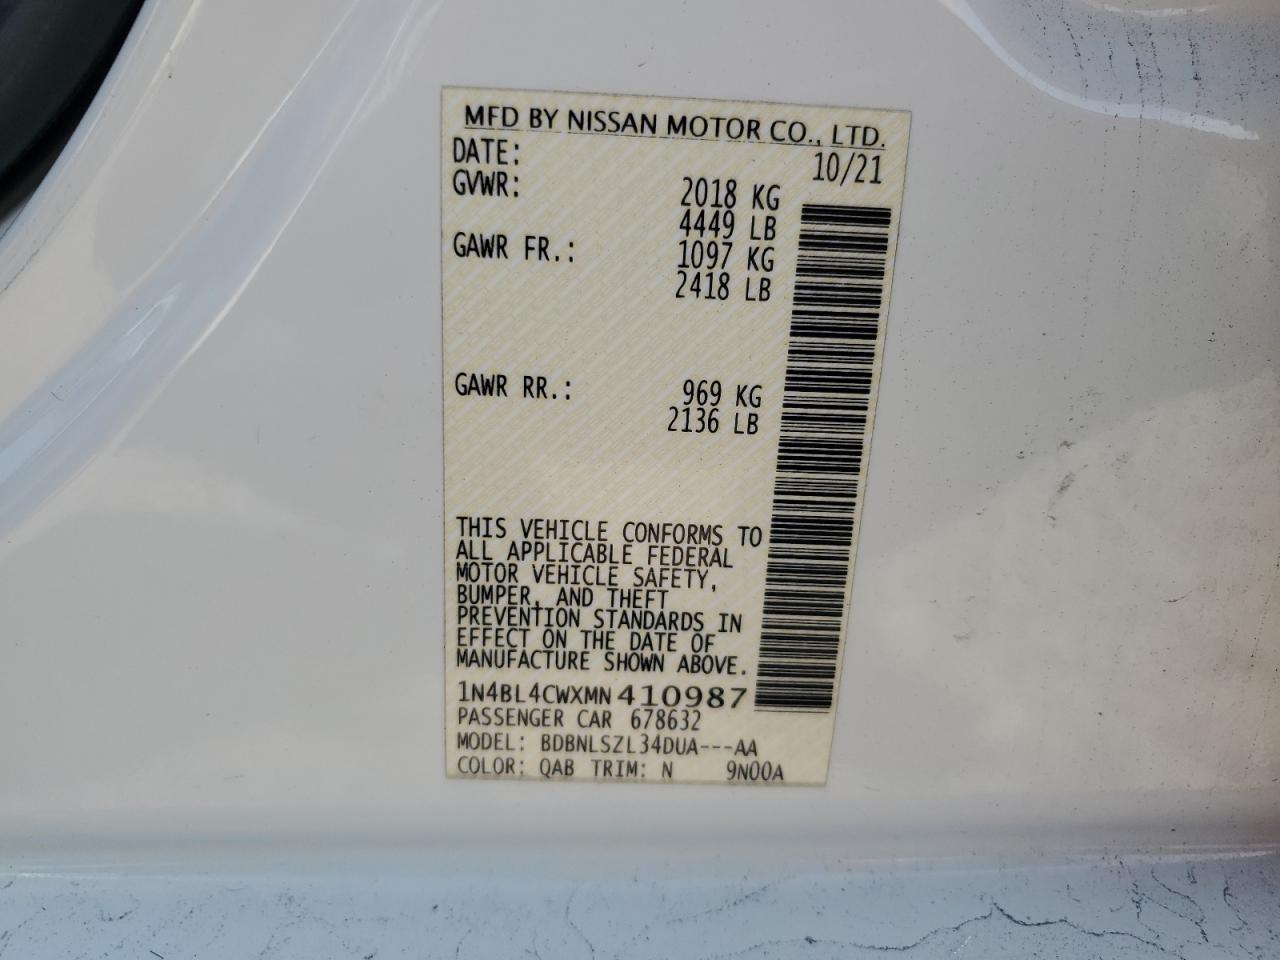 MFD BY NISSAN MOTOR CO., LTD.
DATE: 10/21
GVWR: 2018 KG
4449 LB
GAWR FR.: 1097 KG
2418 LB
GAWR RR.: 969 KG
2136 LB
THIS VEHICLE CONFORMS TO
ALL APPLICABLE FEDERAL
MOTOR VEHICLE SAFETY,
BUMPER, AND THEFT
PREVENTION STANDARDS IN
EFFECT ON THE DATE OF
MANUFACTURE SHOWN ABOVE.
1N4BL4CWXMN410987
PASSENGER CAR 678632
MODEL: BDBNLSZL34DUA---AA
COLOR: QAB TRIM: N 9N00A